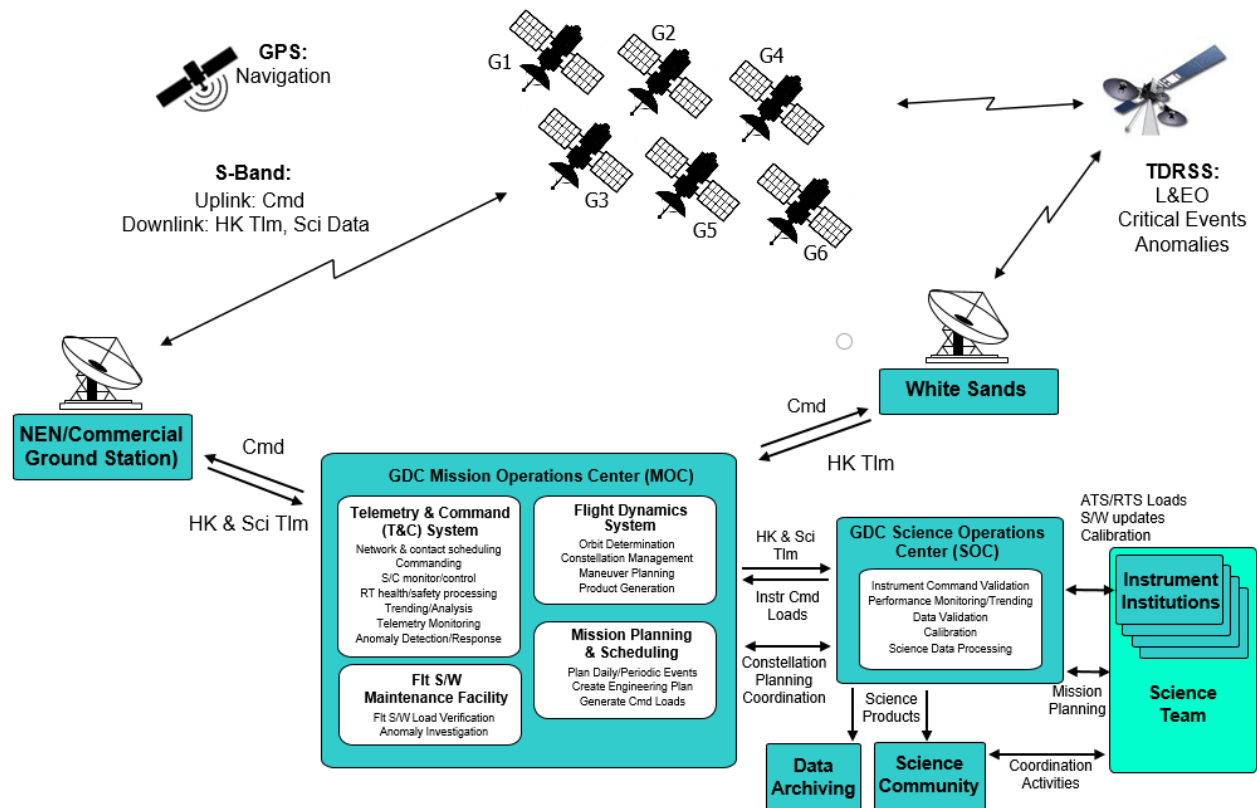 GPS:
Navigation
G1
G2
G4
G3
G5
G6
S-Band:
Uplink: Cmd
Downlink: HK Tlm, Sci Data
TDRSS:
L&EO
Critical Events
Anomalies
NEN/Commercial
Ground Station)
White Sands
Cmd
HK & Sci Tlm
Cmd
HK Tlm
GDC Mission Operations Center (MOC)
Telemetry & Command
(T&C) System
Network & contact scheduling
Commanding
S/C monitor/control
RT health/safety processing
Trending/Analysis
Telemetry Monitoring
Anomaly Detection/Response
Flt S/W
Maintenance Facility
Flt S/W Load Verification
Anomaly Investigation
Flight Dynamics
System
Orbit Determination
Constellation Management
Maneuver Planning
Product Generation
Mission Planning
& Scheduling
Plan Daily/Periodic Events
Create Engineering Plan
Generate Cmd Loads
HK & Sci
Tlm
Instr Cmd
Loads
Constellation
Planning
Coordination
GDC Science Operations
Center (SOC)
Instrument Command Validation
Performance Monitoring/Trending
Data Validation
Calibration
Science Data Processing
Science
Products
Data
Archiving
Science
Community
ATS/RTS Loads
S/W updates
Calibration
Instrument
Institutions
Mission
Planning
Science
Team
Coordination
Activities